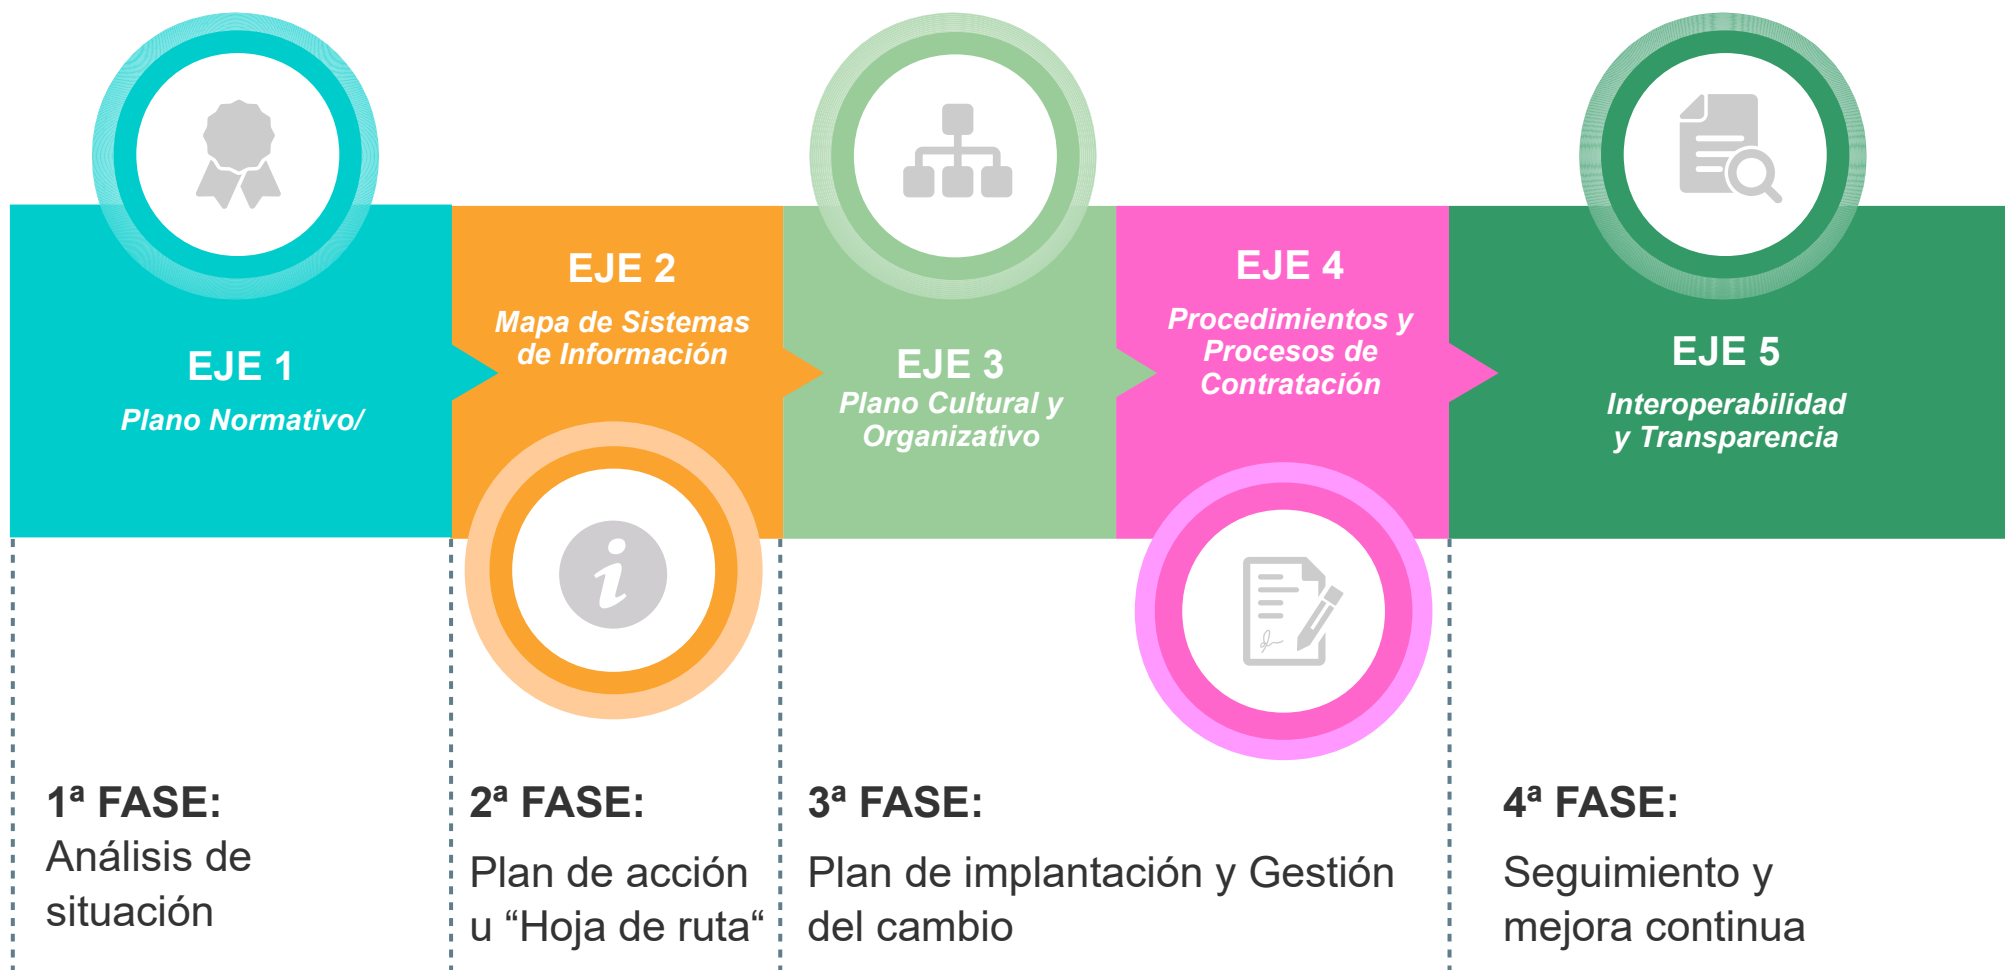 EJE 1
Plano Normativo/
EJE 2
Mapa de Sistemas
de Información
EJE 3
Plano Cultural y
Organizativo
EJE 4
Procedimientos y
Procesos de
Contratación
EJE 5
Interoperabilidad
y Transparencia
1ª FASE:
Análisis de
situación
2ª FASE:
Plan de acción
u “Hoja de ruta“
3ª FASE:
Plan de implantación y Gestión
del cambio
4ª FASE:
Seguimiento y
mejora continua